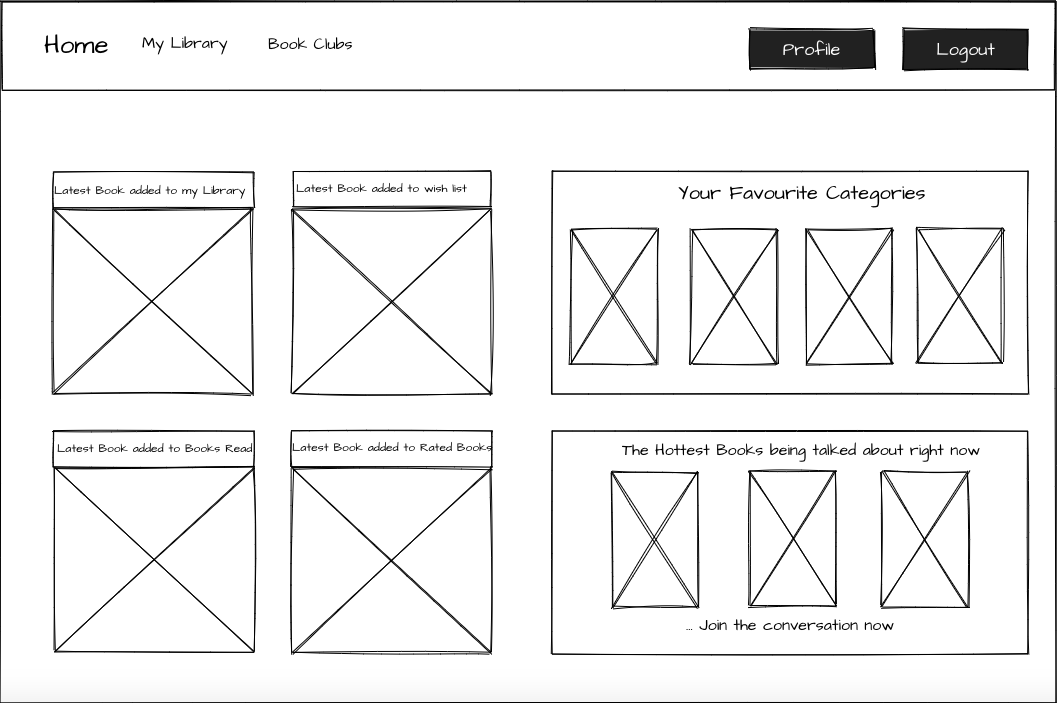 Home
My Library
Book Clubs
Profile
Logout
Latest Book added to my Library
Latest Book added to wish list
Your Favourite Categories
Latest Book added to Books Read
Latest Book added to Rated Books
The Hottest Books being talked about right now
... Join the conversation now